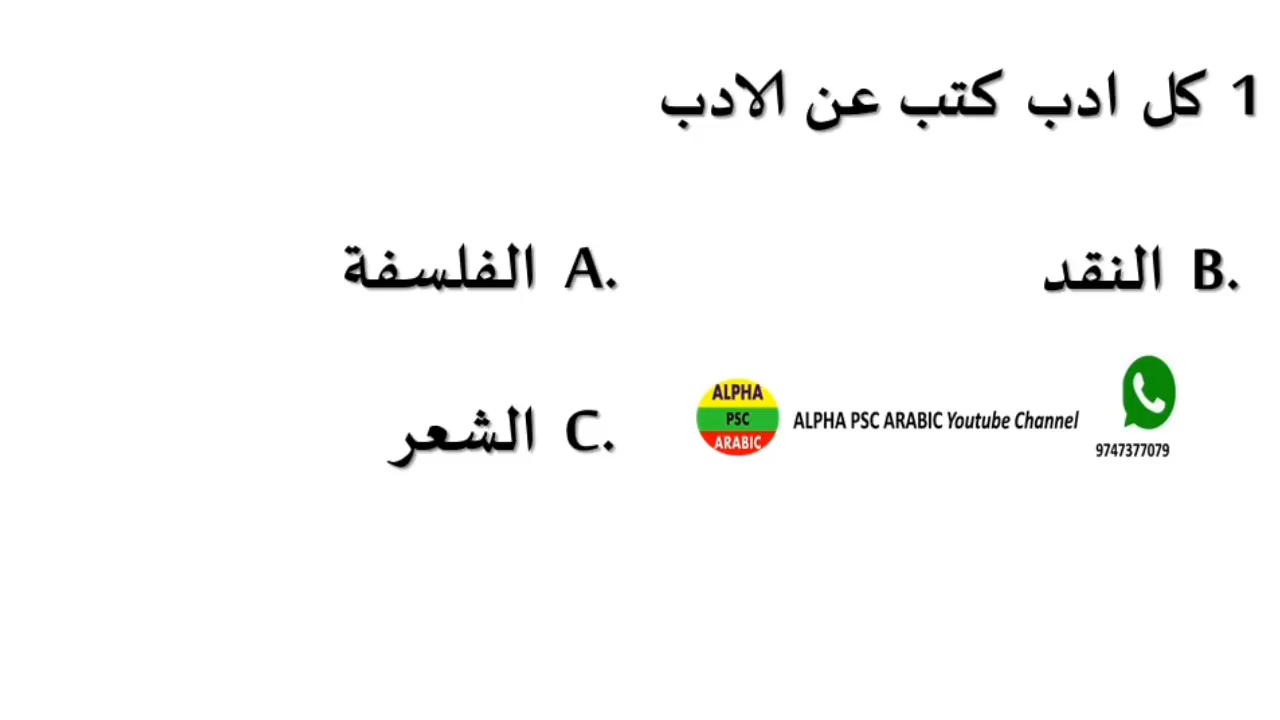 1 كل ادب كتب عن الادب
B. النقد
A. الفلسفة
C. الشعر
ALPHA
PSC
ARABIC
ALPHA PSC ARABIC Youtube Channel
9747377079